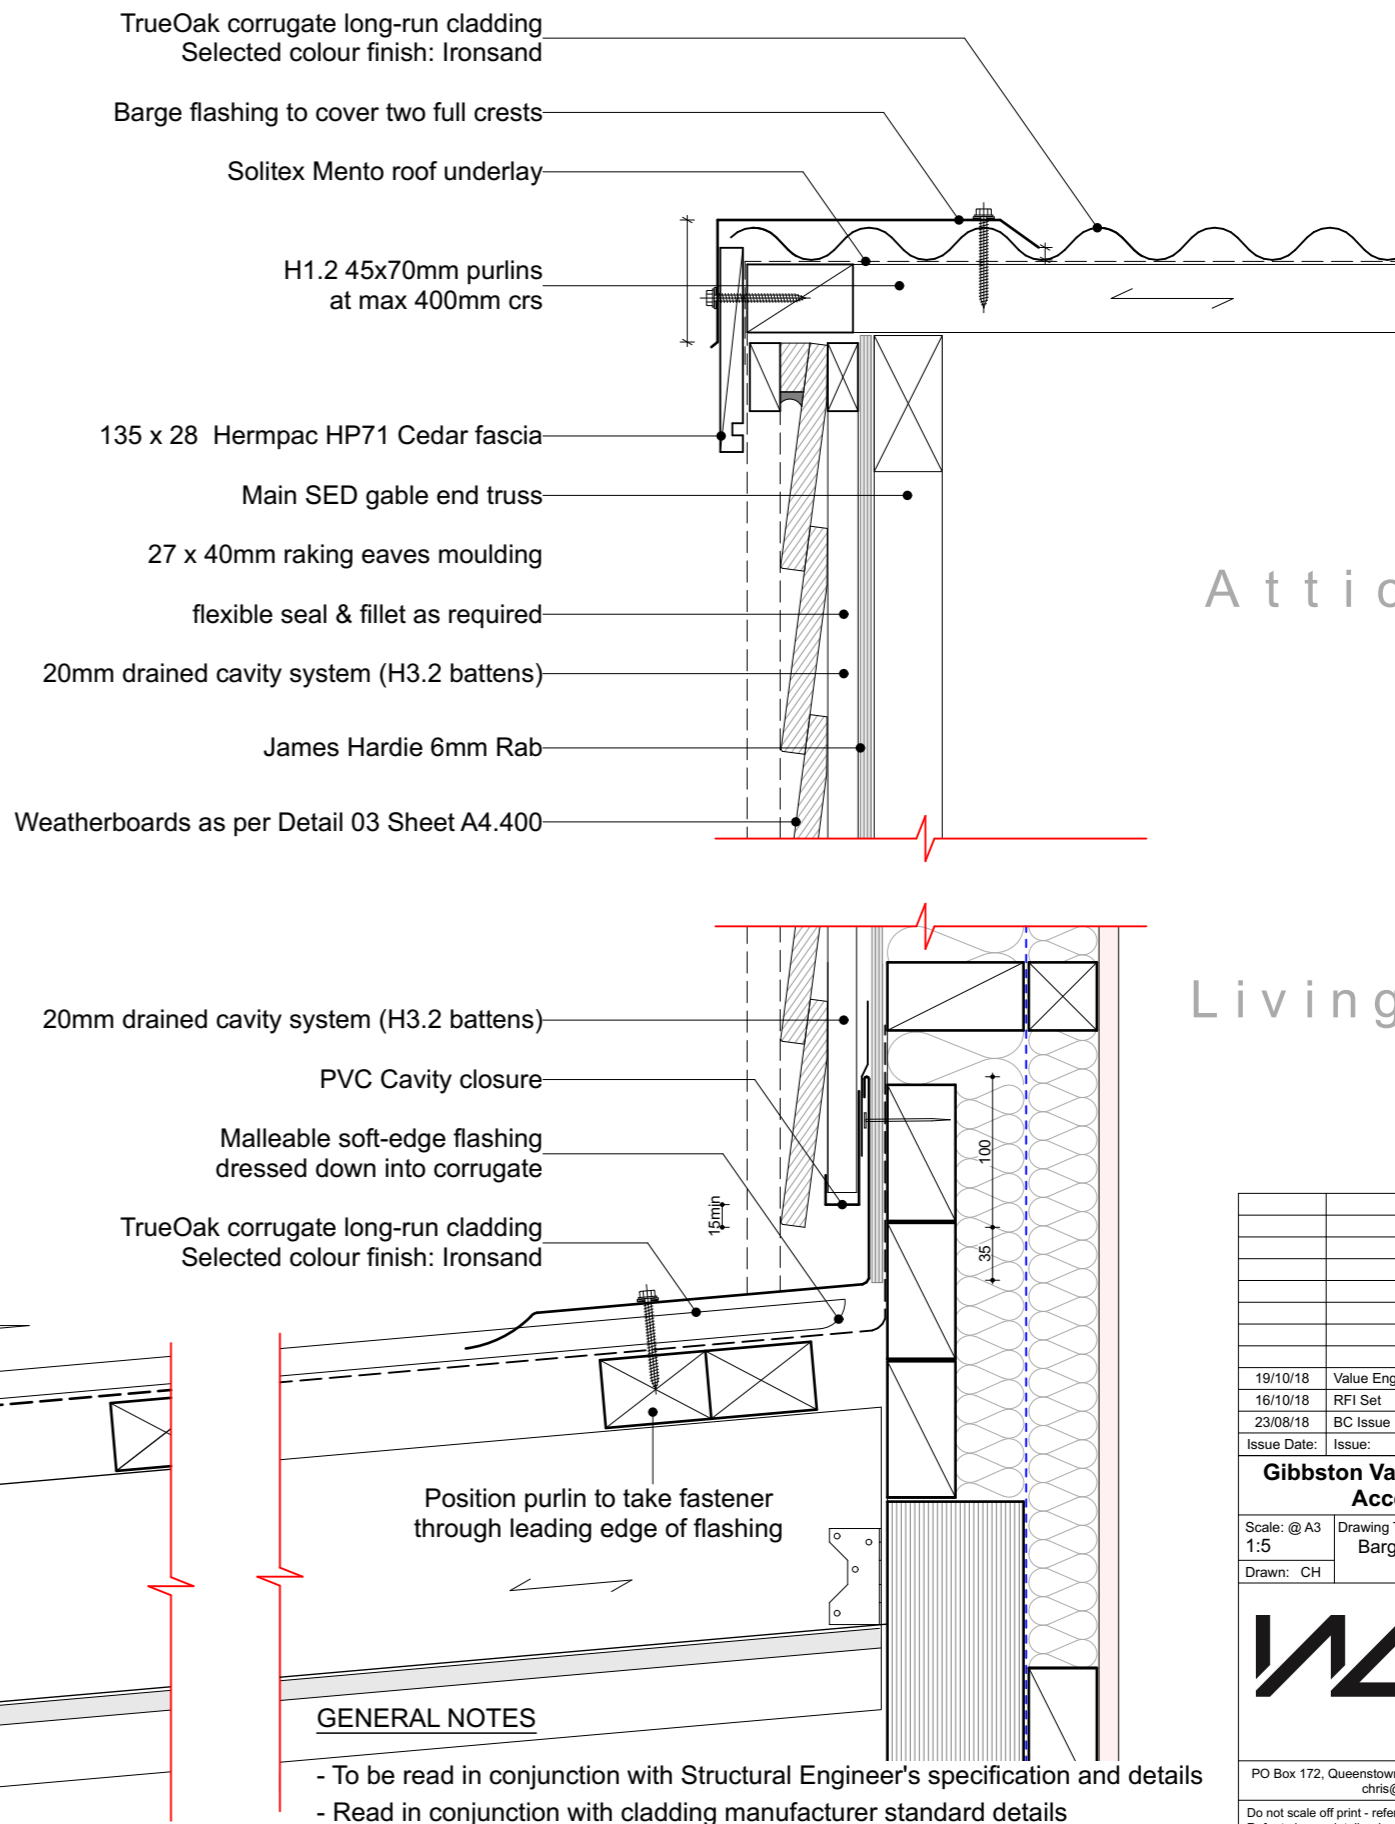 TrueOak corrugate long-run cladding
Selected colour finish: Ironsand
Barge flashing to cover two full crests
Solitex Mento roof underlay
H1.2 45x70mm purlins
at max 400mm crs
135 x 28 Hermpac HP71 Cedar fascia
Main SED gable end truss
27 x 40mm raking eaves moulding
flexible seal & fillet as required
20mm drained cavity system (H3.2 battens)
James Hardie 6mm Rab
Weatherboards as per Detail 03 Sheet A4.400
Attic
Living
20mm drained cavity system (H3.2 battens)
PVC Cavity closure
Malleable soft-edge flashing
dressed down into corrugate
TrueOak corrugate long-run cladding
Selected colour finish: Ironsand
15min
100
35
Position purlin to take fastener
through leading edge of flashing
GENERAL NOTES
- To be read in conjunction with Structural Engineer's specification and details
- Read in conjunction with cladding manufacturer standard details
19/10/18 Value Eng
16/10/18 RFI Set
23/08/18 BC Issue
Issue Date: Issue:
Gibbston Va
Acc
Scale: @ A3 Drawing
1:5 Barg
Drawn: CH
PO Box 172, Queenstown
chris@
Do not scale off print - refer